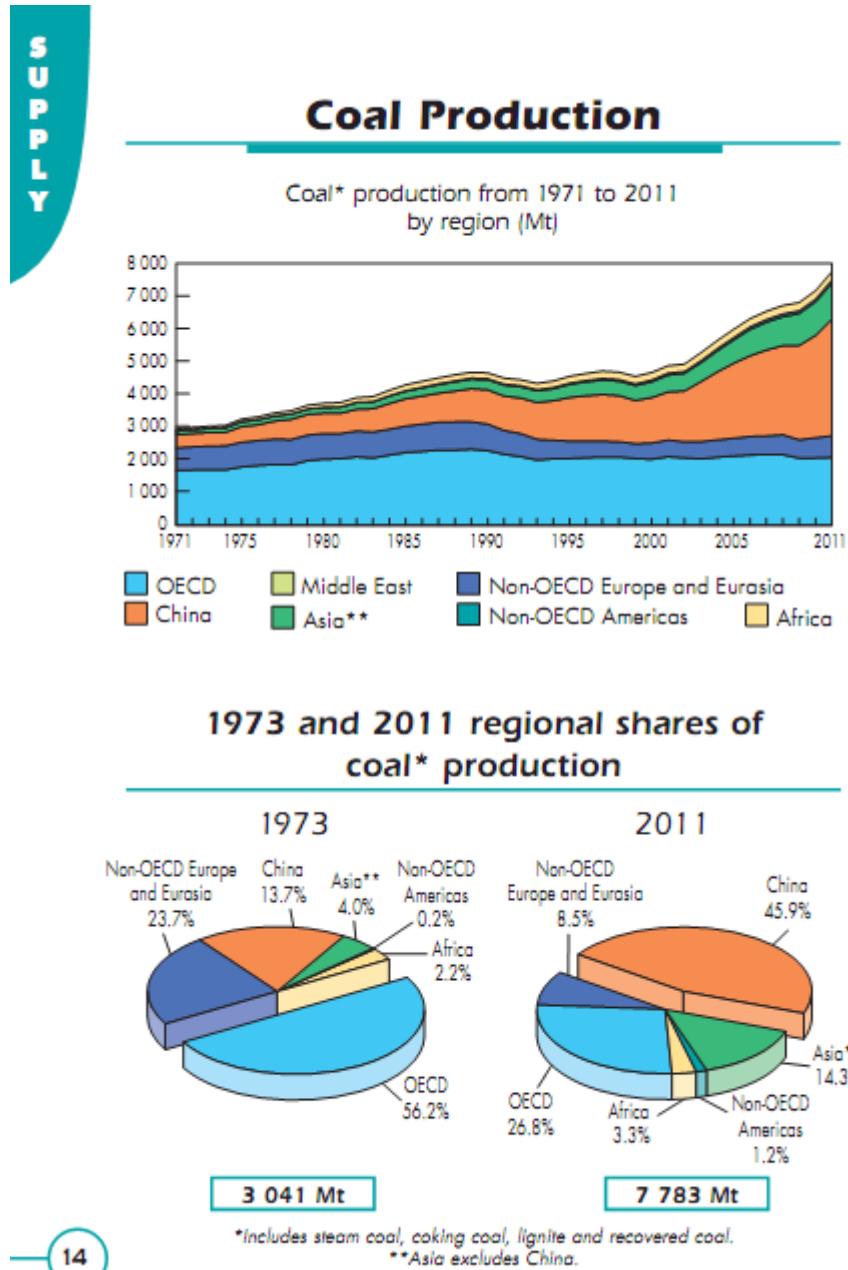 SUPPLY
Coal Production
Coal* production from 1971 to 2011
by region (Mt)
8 000
7 000
6 000
5 000
4 000
3 000
2 000
1 000
0
1971 1975 1980 1985 1990 1995 2000 2005 2011
OECD Middle East Non-OECD Europe and Eurasia
China Asia** Non-OECD Americas Africa
1973 and 2011 regional shares of
coal* production
1973
Non-OECD Europe
and Eurasia
23.7%
China
13.7%
Asia**
4.0%
Non-OECD
Americas
0.2%
Africa
2.2%
OECD
56.2%
3 041 Mt
2011
Non-OECD
Europe and Eurasia
8.5%
China
45.9%
Asia*
14.3
Non-OECD
Americas
1.2%
Africa
3.3%
OECD
26.8%
7 783 Mt
*Includes steam coal, coking coal, lignite and recovered coal.
**Asia excludes China.
14